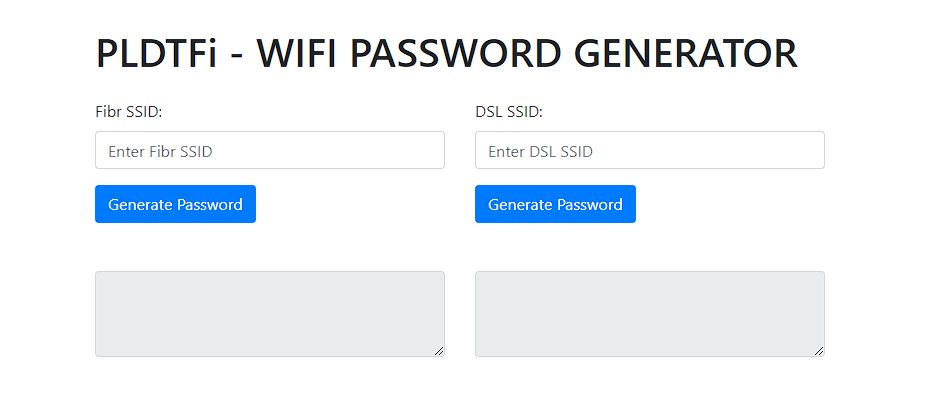 PLDTFi - WIFI PASSWORD GENERATOR
Fibr SSID:
DSL SSID:
Enter Fibr SSID
Enter DSL SSID
Generate Password
Generate Password